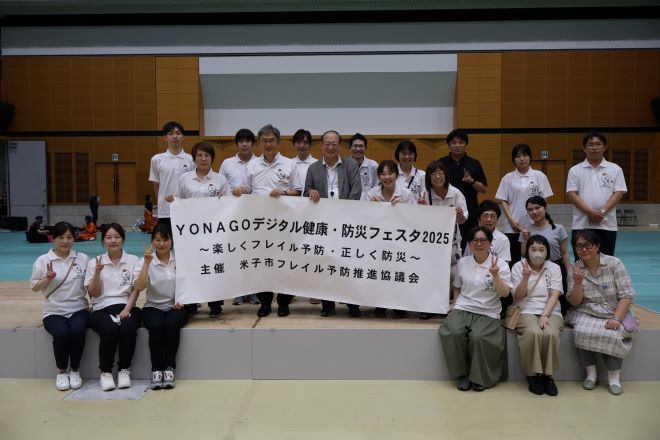 YONAGOデジタル健康・防災フェスタ2025
～楽しくフレイル予防・正しく防災～
主催　米子市フレイル予防推進協議会